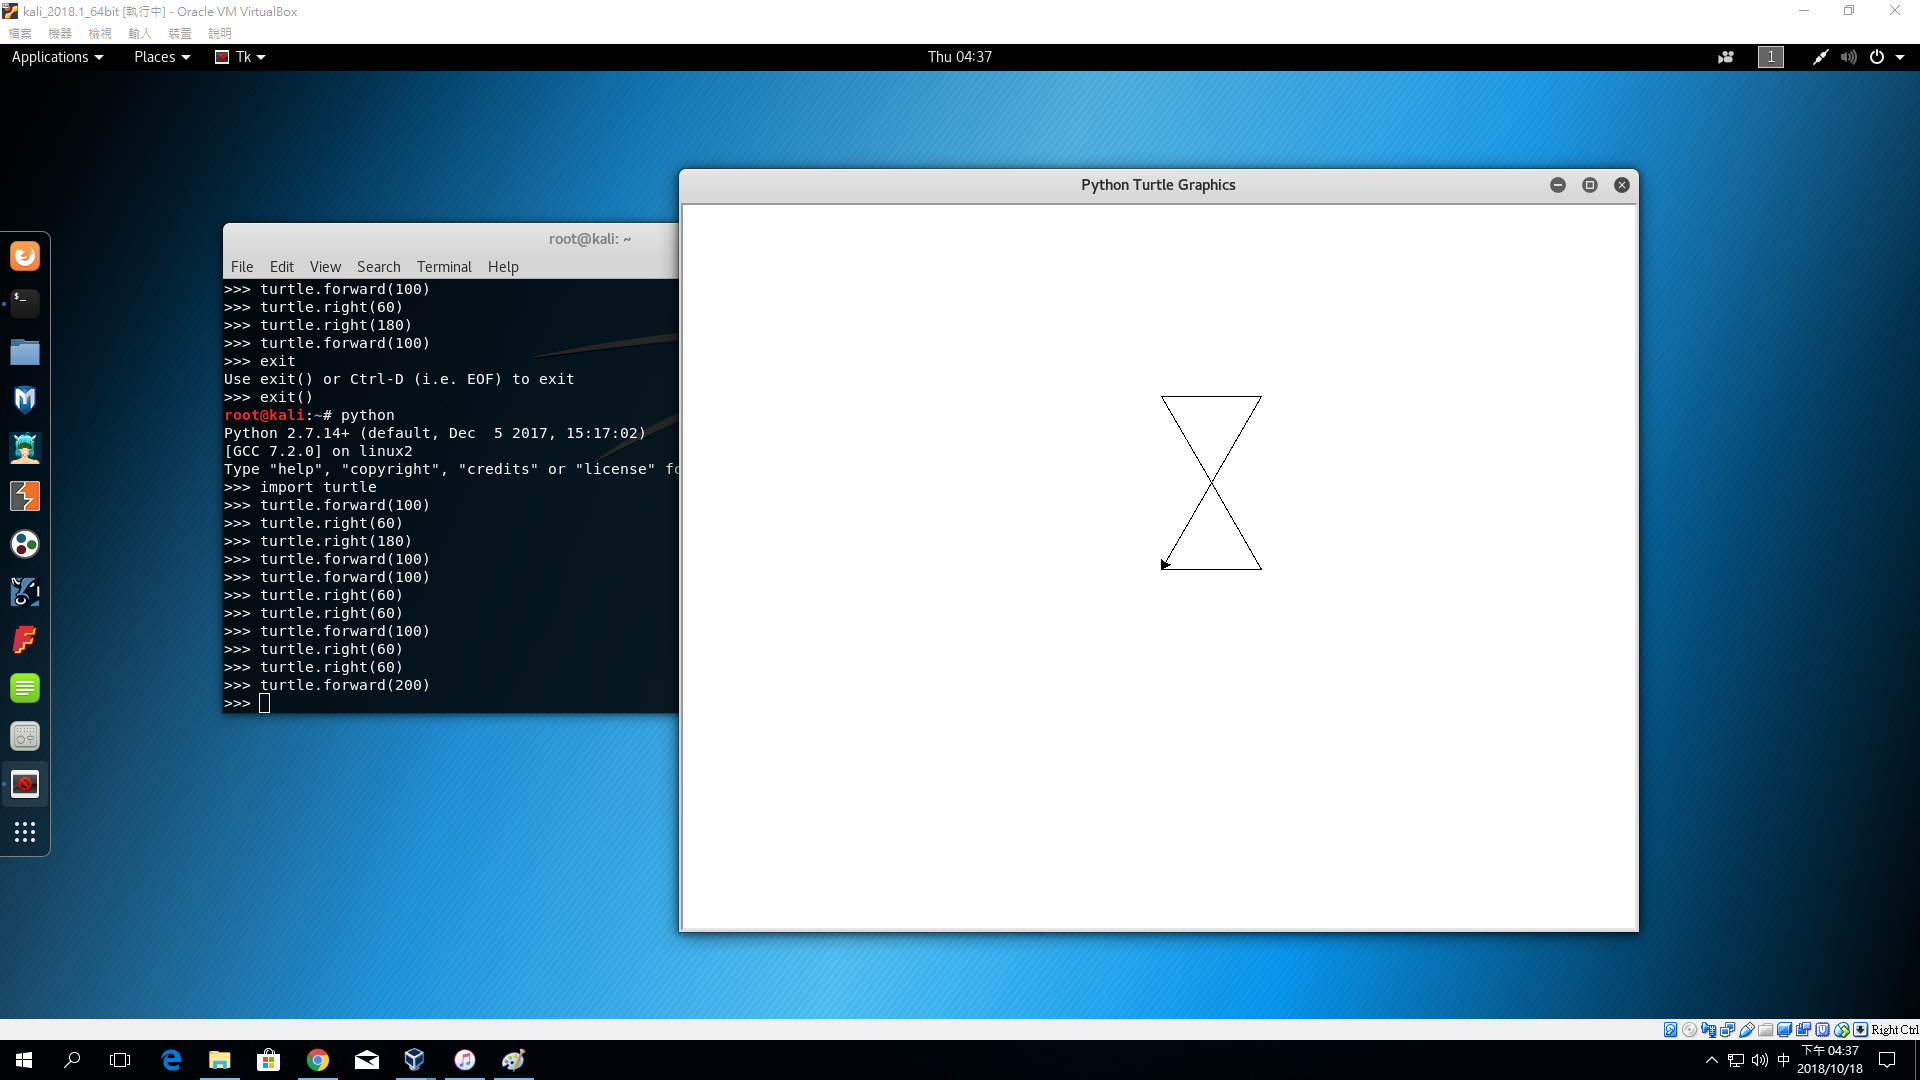 kali_2018.1_64bit [執行中] - Oracle VM VirtualBox
檔案 機器 檢視 輸入 裝置 說明
Applications Places Tk Thu 04:37 1
Python Turtle Graphics
root@kali: ~
File Edit View Search Terminal Help
>>> turtle.forward(100)
>>> turtle.right(60)
>>> turtle.right(180)
>>> turtle.forward(100)
>>> exit
Use exit() or Ctrl-D (i.e. EOF) to exit
>>> exit()
root@kali:~# python
Python 2.7.14+ (default, Dec  5 2017, 15:17:02)
[GCC 7.2.0] on linux2
Type "help", "copyright", "credits" or "license" fo
>>> import turtle
>>> turtle.forward(100)
>>> turtle.right(60)
>>> turtle.right(180)
>>> turtle.forward(100)
>>> turtle.forward(100)
>>> turtle.right(60)
>>> turtle.right(60)
>>> turtle.forward(100)
>>> turtle.right(60)
>>> turtle.right(60)
>>> turtle.forward(200)
>>>
Right Ctrl
中 下午 04:37
2018/10/18